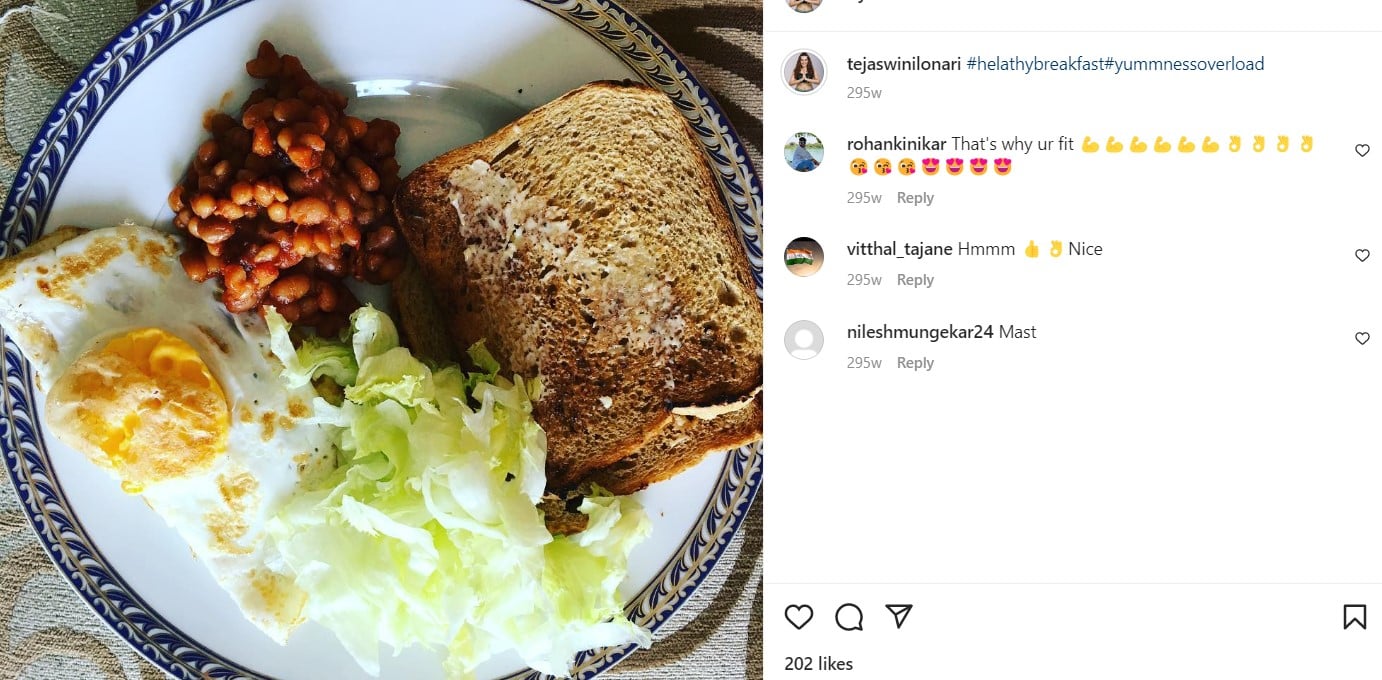 tejaswinilonari #helathybreakfast#yummnessoverload
295w
rohankinikar That's why ur fit 💪💪💪💪💪💪👌👌👌👌
😘😘😘😍😍😍😍
295w Reply
vitthal_tajane Hmmm 👍👌Nice
295w Reply
nileshmungekar24 Mast
295w Reply
202 likes